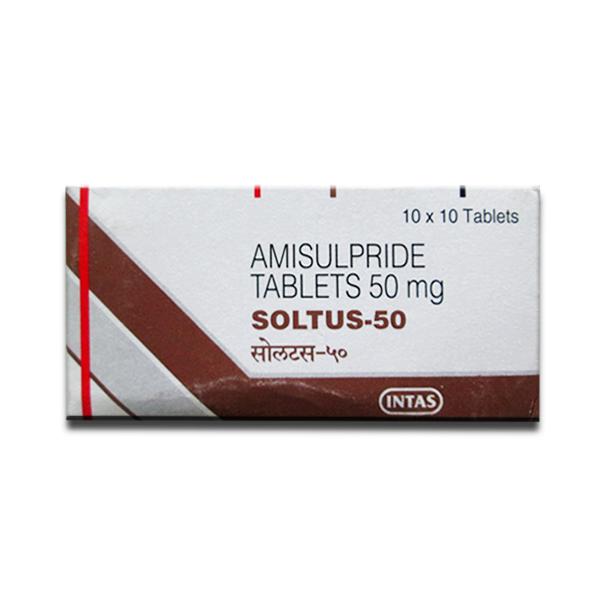 10 x 10 Tablets
AMISULPRIDE
TABLETS 50 mg
SOLTUS-50
सोलटस-५०
INTAS